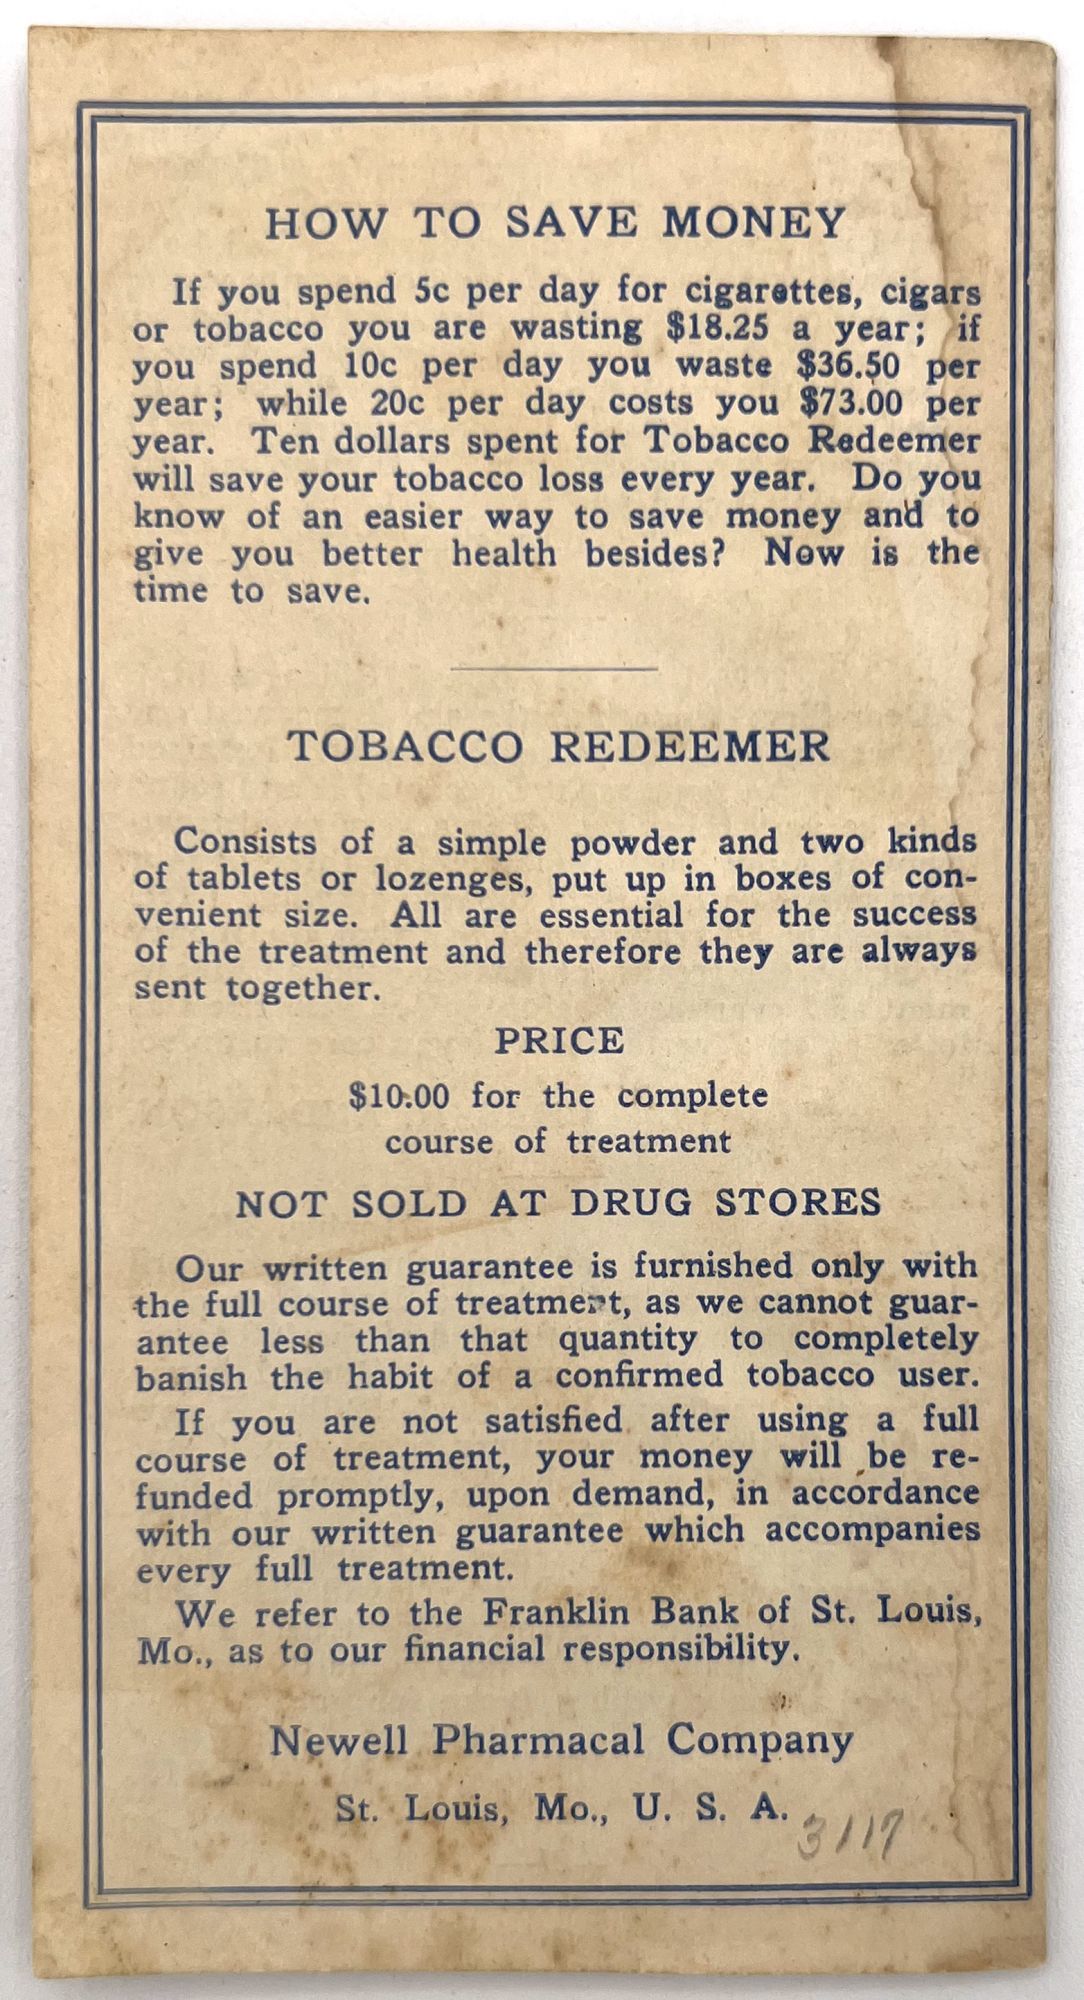 HOW TO SAVE MONEY
If you spend 5c per day for cigarettes, cigars
or tobacco you are wasting $18.25 a year; if
you spend 10c per day you waste $36.50 per
year; while 20c per day costs you $73.00 per
year. Ten dollars spent for Tobacco Redeemer
will save your tobacco loss every year. Do you
know of an easier way to save money and to
give you better health besides? Now is the
time to save.
TOBACCO REDEEMER
Consists of a simple powder and two kinds
of tablets or lozenges, put up in boxes of con-
venient size. All are essential for the success
of the treatment and therefore they are always
sent together.
PRICE
$10.00 for the complete
course of treatment
NOT SOLD AT DRUG STORES
Our written guarantee is furnished only with
the full course of treatment, as we cannot guar-
antee less than that quantity to completely
banish the habit of a confirmed tobacco user.
If you are not satisfied after using a full
course of treatment, your money will be re-
funded promptly, upon demand, in accordance
with our written guarantee which accompanies
every full treatment.
We refer to the Franklin Bank of St. Louis,
Mo., as to our financial responsibility.
Newell Pharmacal Company
St. Louis, Mo., U. S. A.
3117